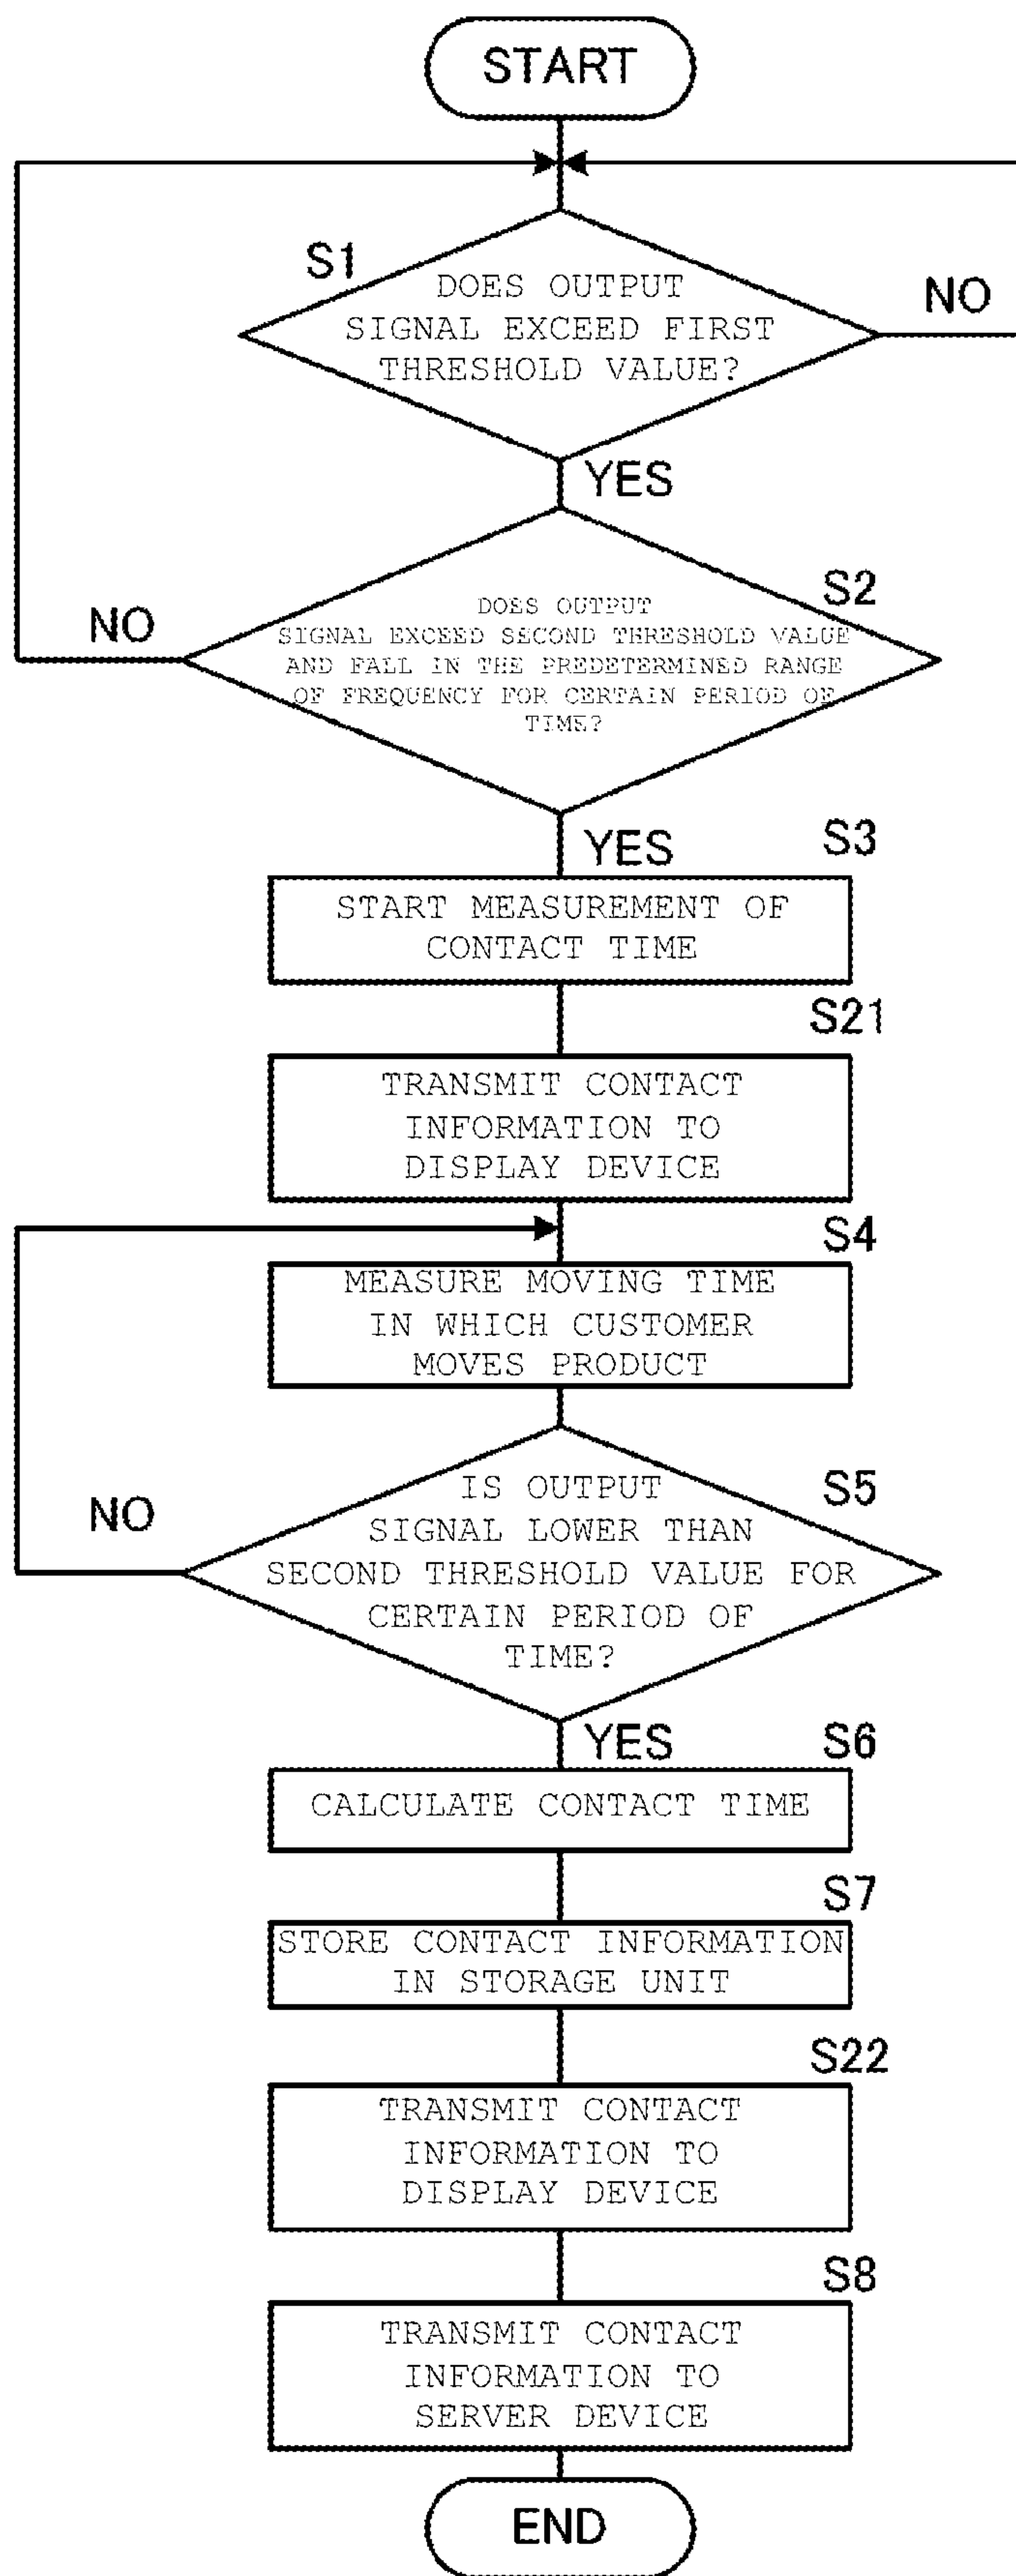 START
S1
DOES OUTPUT
SIGNAL EXCEED FIRST
THRESHOLD VALUE?
NO
YES
S2
DOES OUTPUT
SIGNAL EXCEED SECOND THRESHOLD VALUE
AND FALL IN THE PREDETERMINED RANGE
OF FREQUENCY FOR CERTAIN PERIOD OF
TIME?
NO
YES
S3
START MEASUREMENT OF
CONTACT TIME
S21
TRANSMIT CONTACT
INFORMATION TO
DISPLAY DEVICE
S4
MEASURE MOVING TIME
IN WHICH CUSTOMER
MOVES PRODUCT
S5
IS OUTPUT
SIGNAL LOWER THAN
SECOND THRESHOLD VALUE FOR
CERTAIN PERIOD OF
TIME?
NO
YES
S6
CALCULATE CONTACT TIME
S7
STORE CONTACT INFORMATION
IN STORAGE UNIT
S22
TRANSMIT CONTACT
INFORMATION TO
DISPLAY DEVICE
S8
TRANSMIT CONTACT
INFORMATION TO
SERVER DEVICE
END